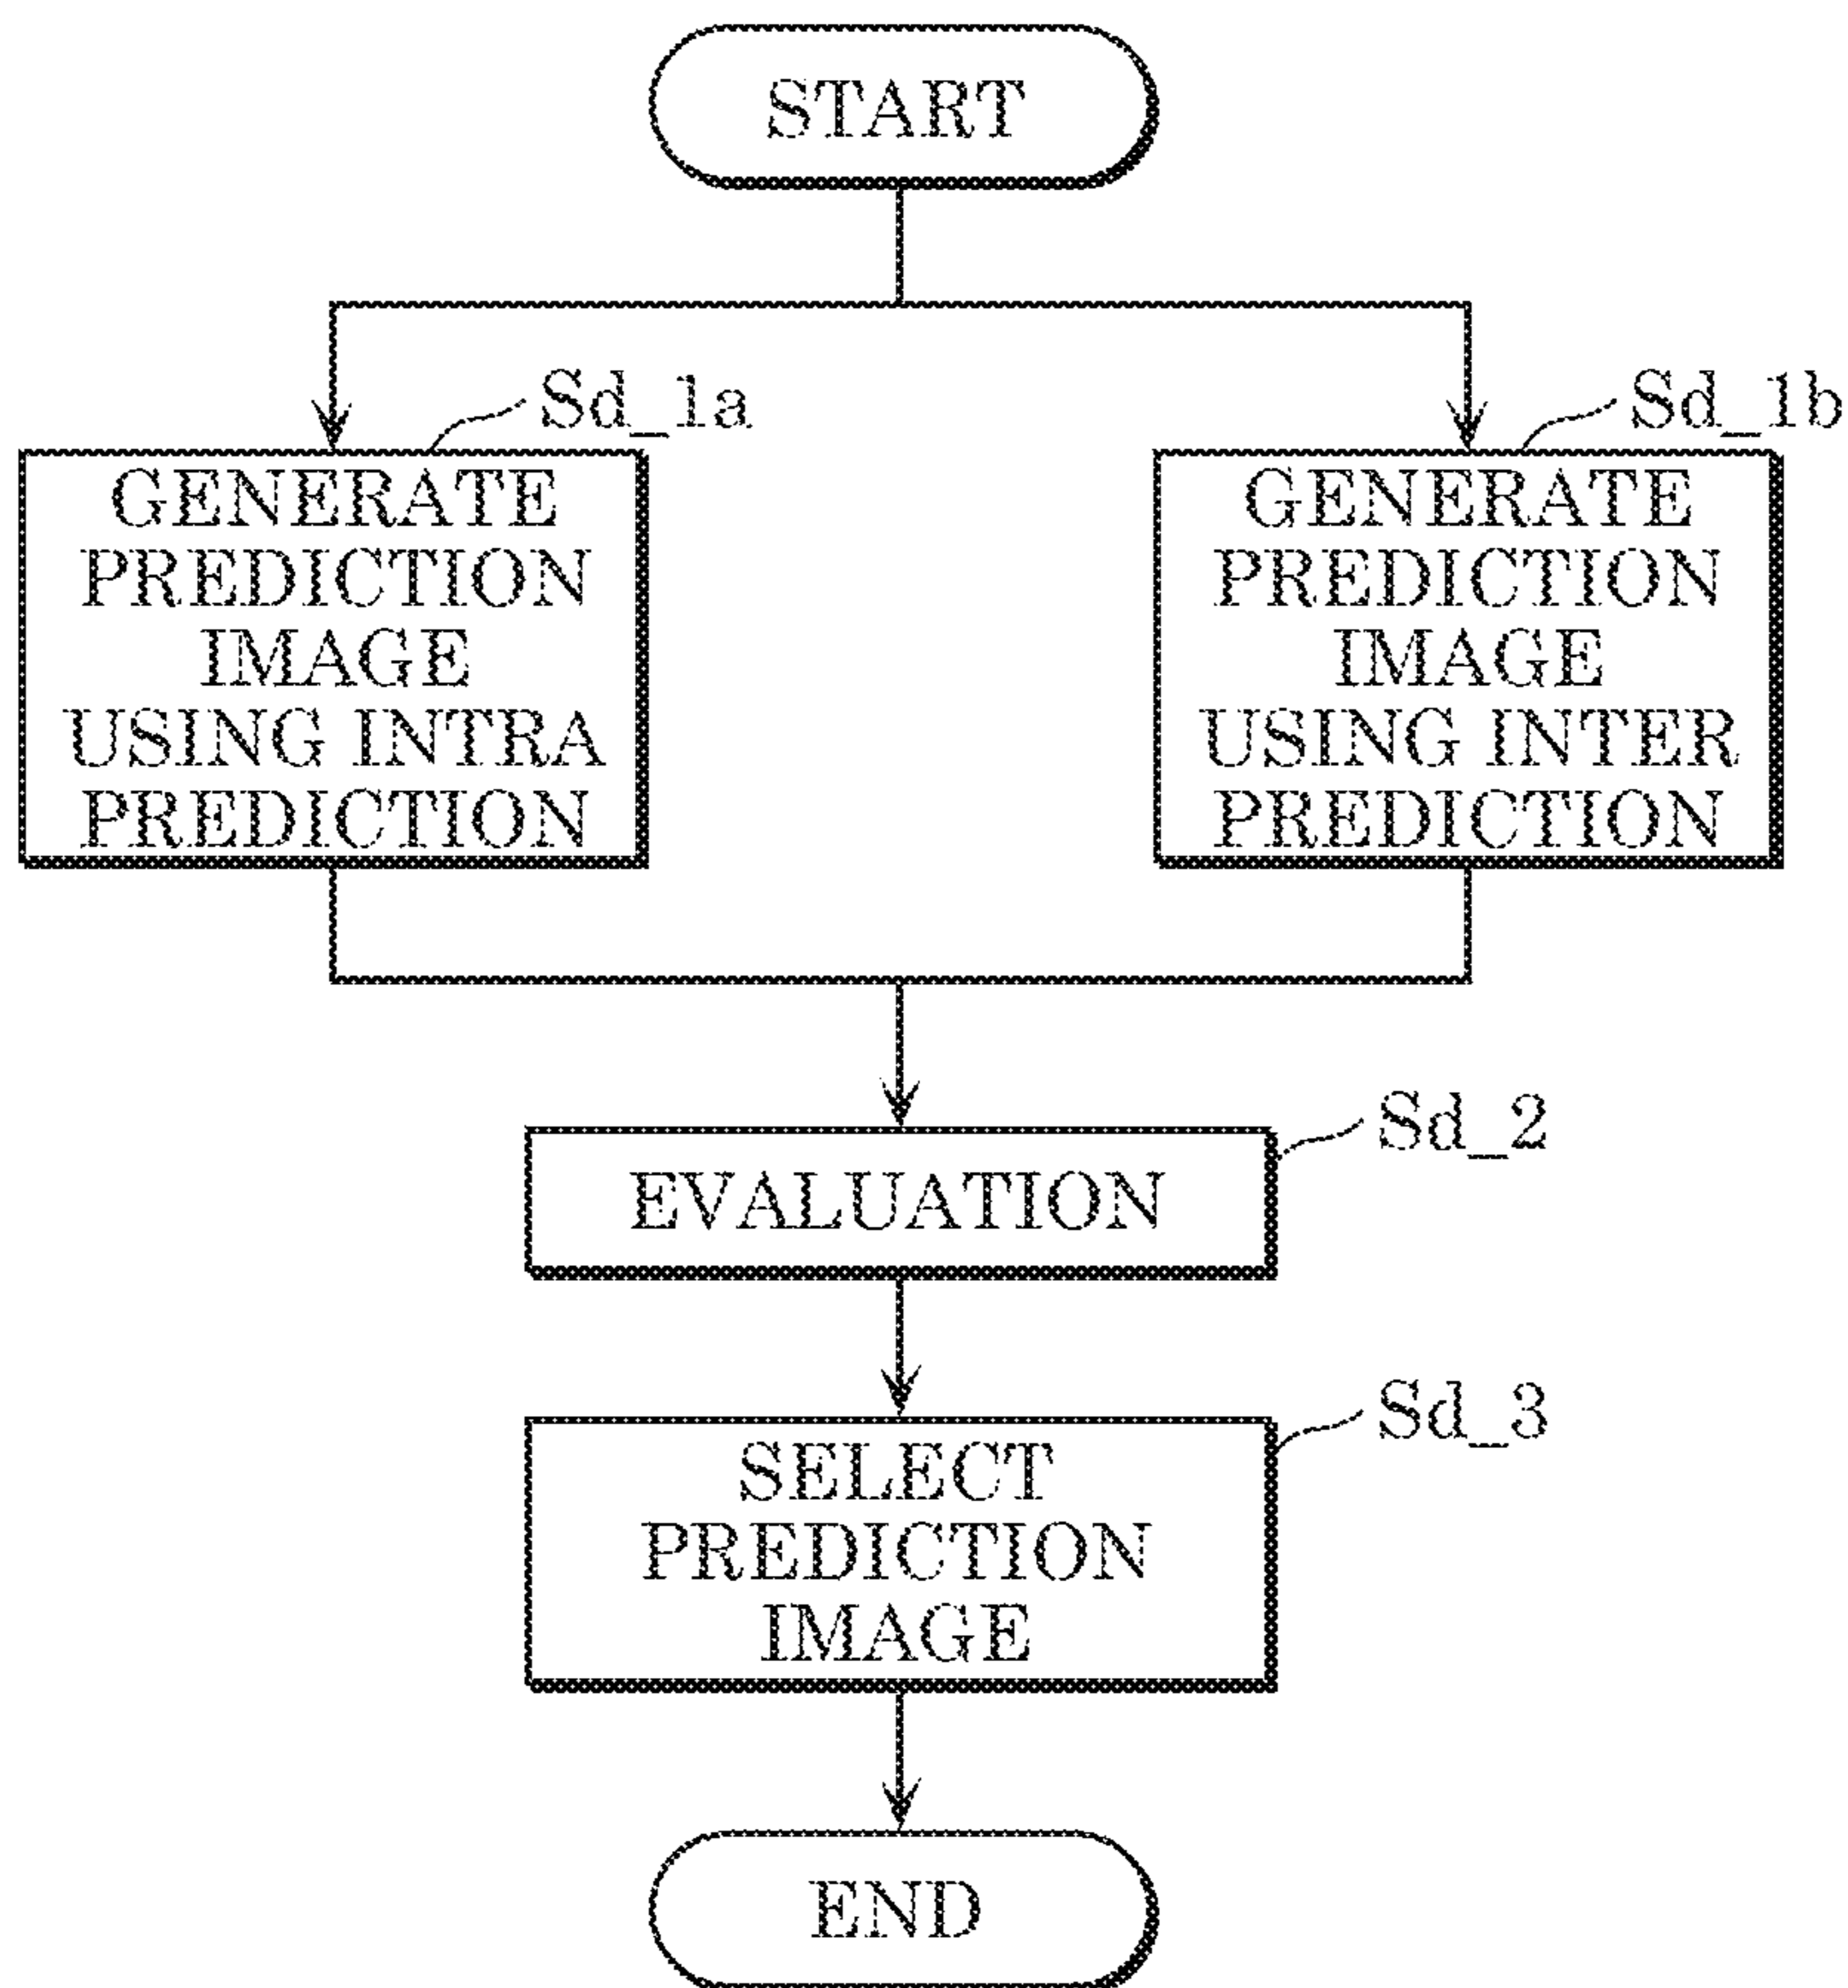 START
Sd_1a
GENERATE
PREDICTION
IMAGE
USING INTRA
PREDICTION
Sd_1b
GENERATE
PREDICTION
IMAGE
USING INTER
PREDICTION
Sd_2
EVALUATION
Sd_3
SELECT
PREDICTION
IMAGE
END